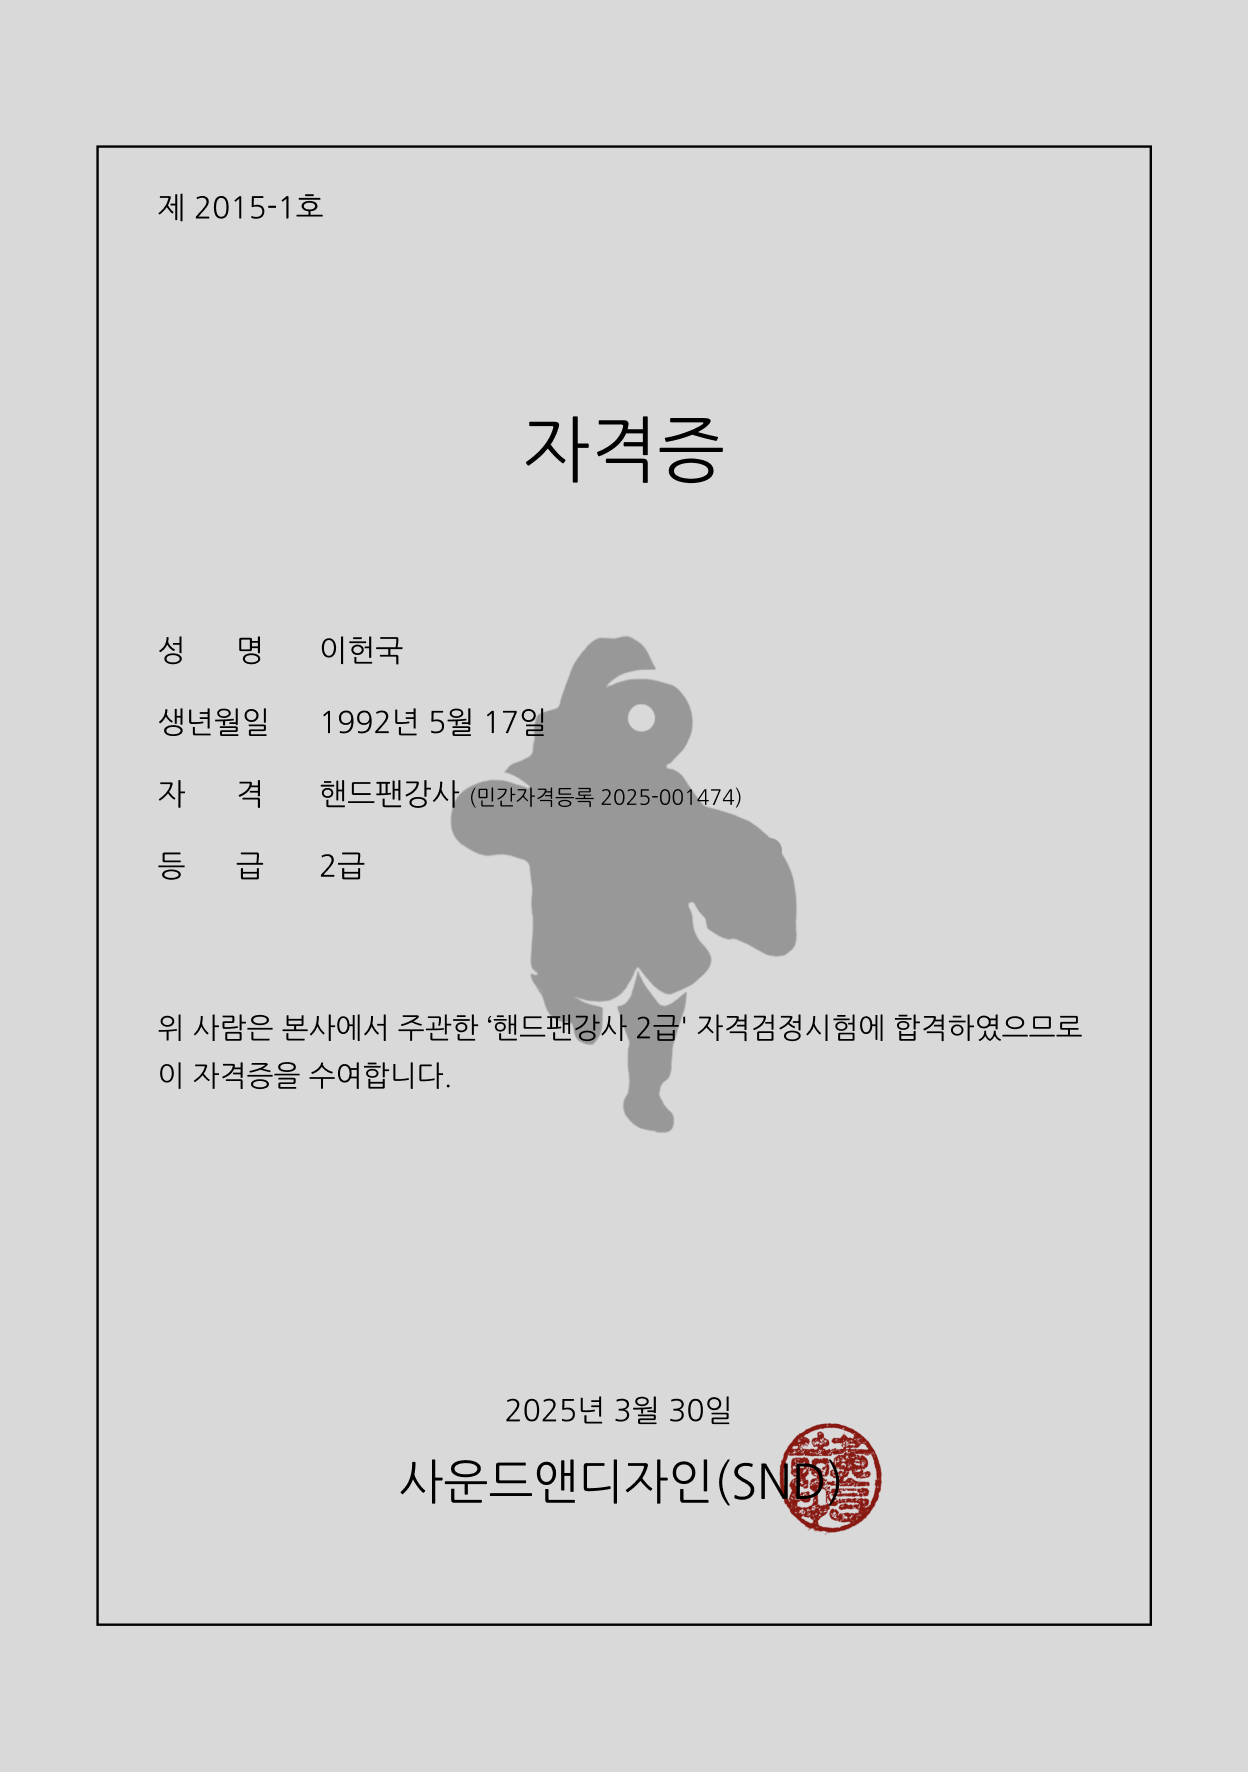 제 2015-1호
자격증
성 명 이헌국
생년월일 1992년 5월 17일
자 격 핸드팬강사 (민간자격등록 2025-001474)
등 급 2급
위 사람은 본사에서 주관한 ‘핸드팬강사 2급' 자격검정시험에 합격하였으므로
이 자격증을 수여합니다.
2025년 3월 30일
사운드앤디자인(SND)